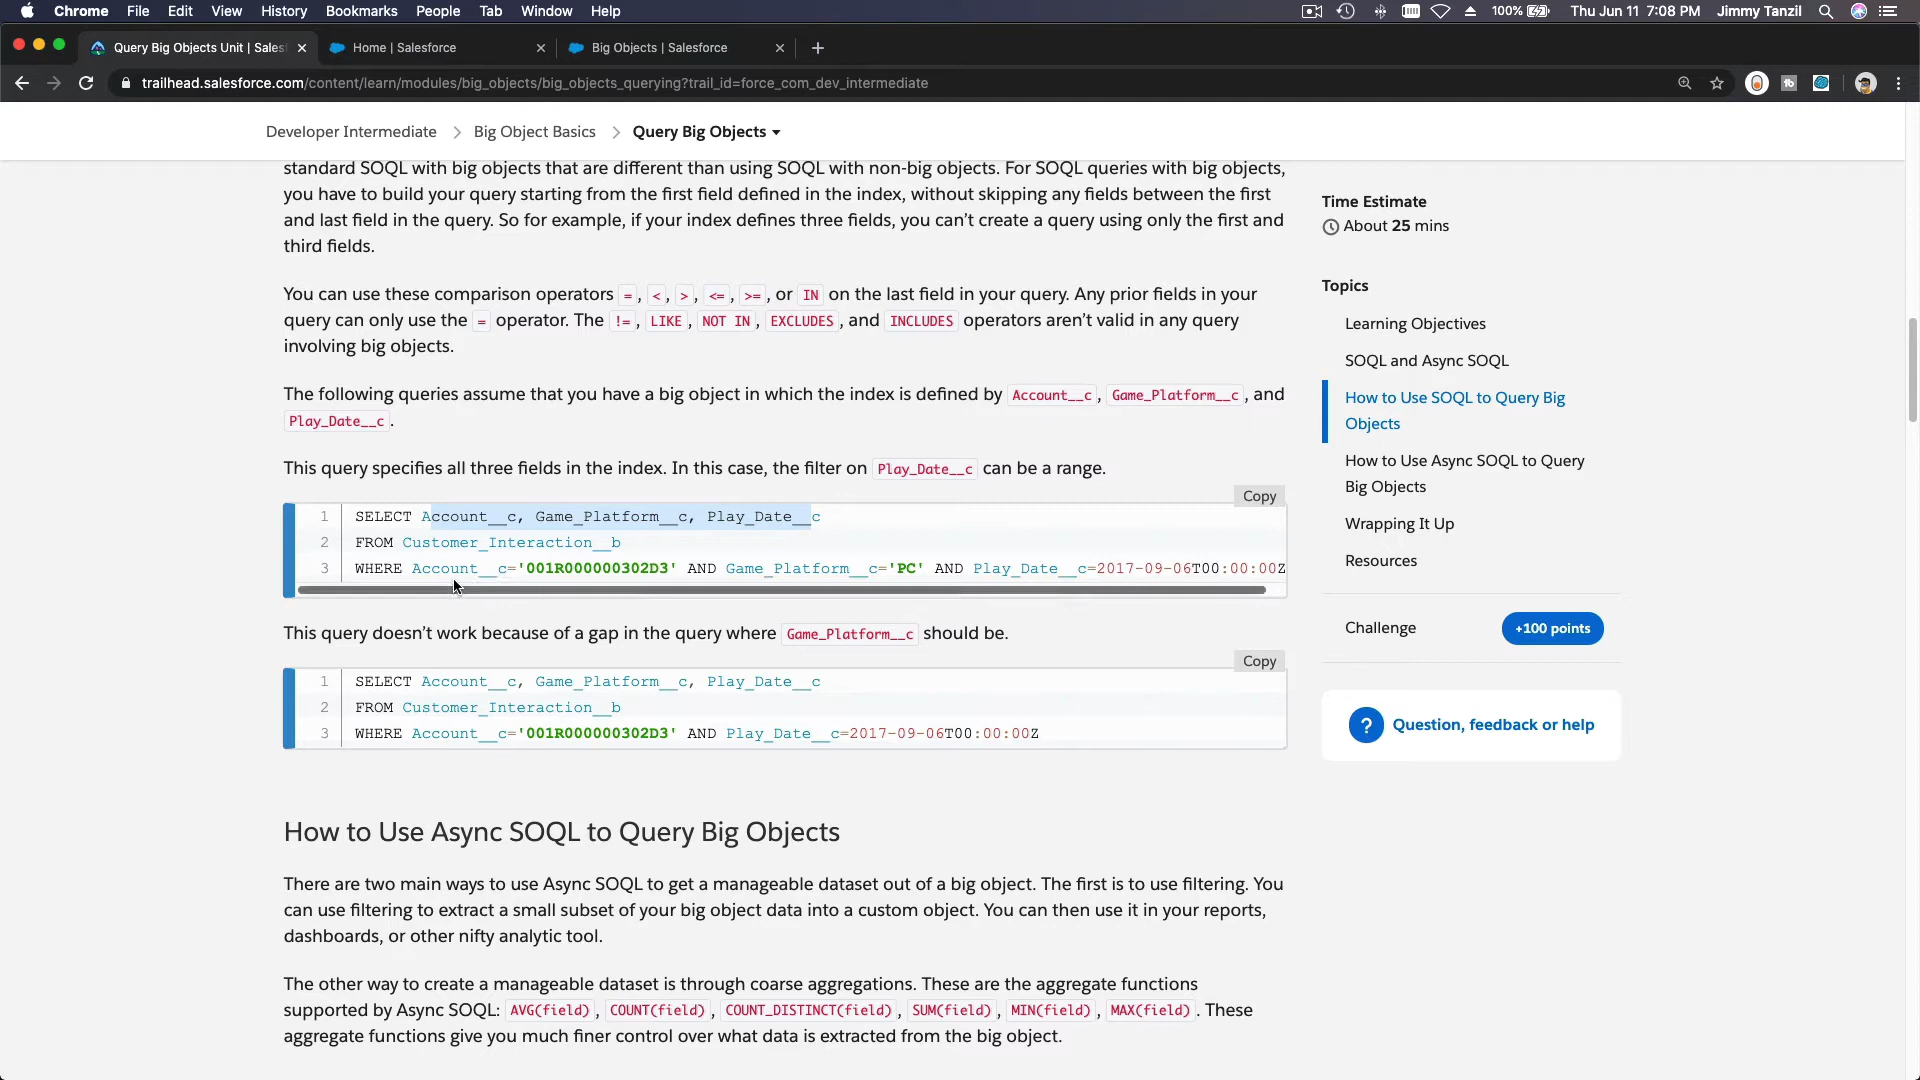 Chrome File Edit View History Bookmarks People Tab Window Help 100% Thu Jun 11 7:08 PM Jimmy Tanzil
Query Big Objects Unit | Sales Home | Salesforce Big Objects | Salesforce
trailhead.salesforce.com/content/learn/modules/big_objects/big_objects_querying?trail_id=force_com_dev_intermediate
Developer Intermediate > Big Object Basics > Query Big Objects
standard SOQL with big objects that are different than using SOQL with non-big objects. For SOQL queries with big objects,
you have to build your query starting from the first field defined in the index, without skipping any fields between the first
and last field in the query. So for example, if your index defines three fields, you can't create a query using only the first and
third fields.
You can use these comparison operators =, <, >, <=, >=, or IN on the last field in your query. Any prior fields in your
query can only use the = operator. The !=, LIKE, NOT IN, EXCLUDES, and INCLUDES operators aren't valid in any query
involving big objects.
The following queries assume that you have a big object in which the index is defined by Account__c, Game_Platform__c, and
Play_Date__c.
This query specifies all three fields in the index. In this case, the filter on Play_Date__c can be a range.
Copy
1 SELECT Account__c, Game_Platform__c, Play_Date__c
2 FROM Customer_Interaction__b
3 WHERE Account__c='001R000000302D3' AND Game_Platform__c='PC' AND Play_Date__c=2017-09-06T00:00:00Z
This query doesn't work because of a gap in the query where Game_Platform__c should be.
Copy
1 SELECT Account__c, Game_Platform__c, Play_Date__c
2 FROM Customer_Interaction__b
3 WHERE Account__c='001R000000302D3' AND Play_Date__c=2017-09-06T00:00:00Z
How to Use Async SOQL to Query Big Objects
There are two main ways to use Async SOQL to get a manageable dataset out of a big object. The first is to use filtering. You
can use filtering to extract a small subset of your big object data into a custom object. You can then use it in your reports,
dashboards, or other nifty analytic tool.
The other way to create a manageable dataset is through coarse aggregations. These are the aggregate functions
supported by Async SOQL: AVG(field), COUNT(field), COUNT_DISTINCT(field), SUM(field), MIN(field), MAX(field). These
aggregate functions give you much finer control over what data is extracted from the big object.
Time Estimate
About 25 mins
Topics
Learning Objectives
SOQL and Async SOQL
How to Use SOQL to Query Big
Objects
How to Use Async SOQL to Query
Big Objects
Wrapping It Up
Resources
Challenge +100 points
? Question, feedback or help